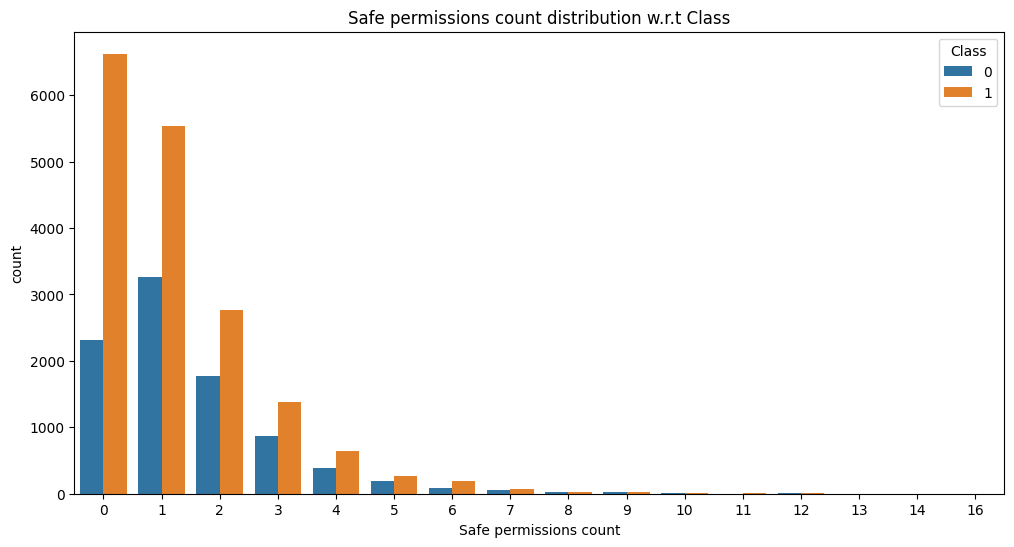 Safe permissions count distribution w.r.t Class
Class
0
1
count
6000
5000
4000
3000
2000
1000
0
0 1 2 3 4 5 6 7 8 9 10 11 12 13 14 15 16
Safe permissions count